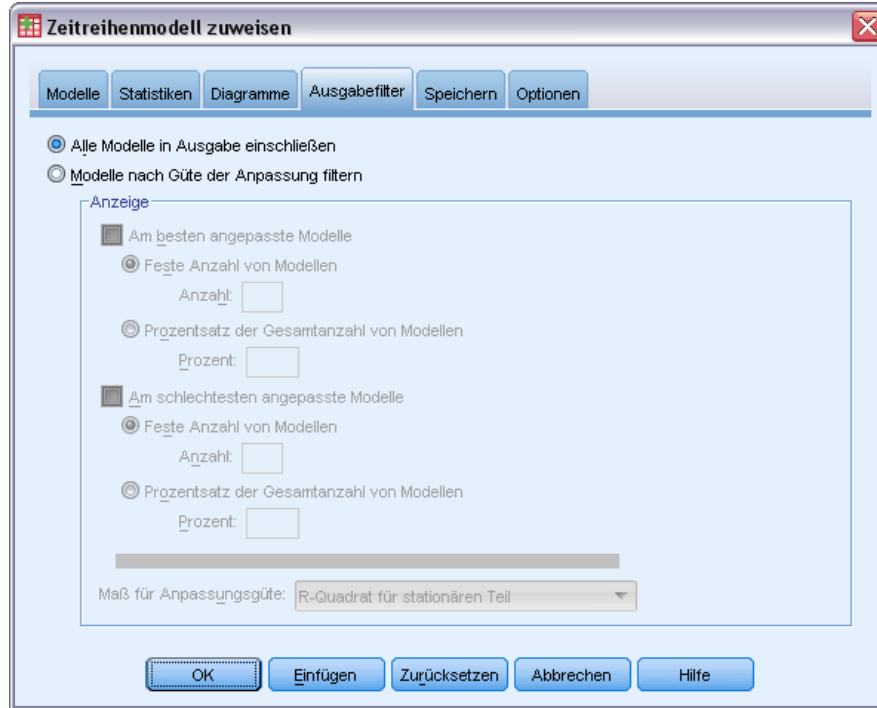 Zeitreihenmodell zuweisen
Modelle Statistiken Diagramme Ausgabefilter Speichern Optionen
Alle Modelle in Ausgabe einschließen
Modelle nach Güte der Anpassung filtern
Anzeige
Am besten angepasste Modelle
Feste Anzahl von Modellen
Anzahl:
Prozentsatz der Gesamtanzahl von Modellen
Prozent:
Am schlechtesten angepasste Modelle
Feste Anzahl von Modellen
Anzahl:
Prozentsatz der Gesamtanzahl von Modellen
Prozent:
Maß für Anpassungsgüte: R-Quadrat für stationären Teil
OK Einfügen Zurücksetzen Abbrechen Hilfe